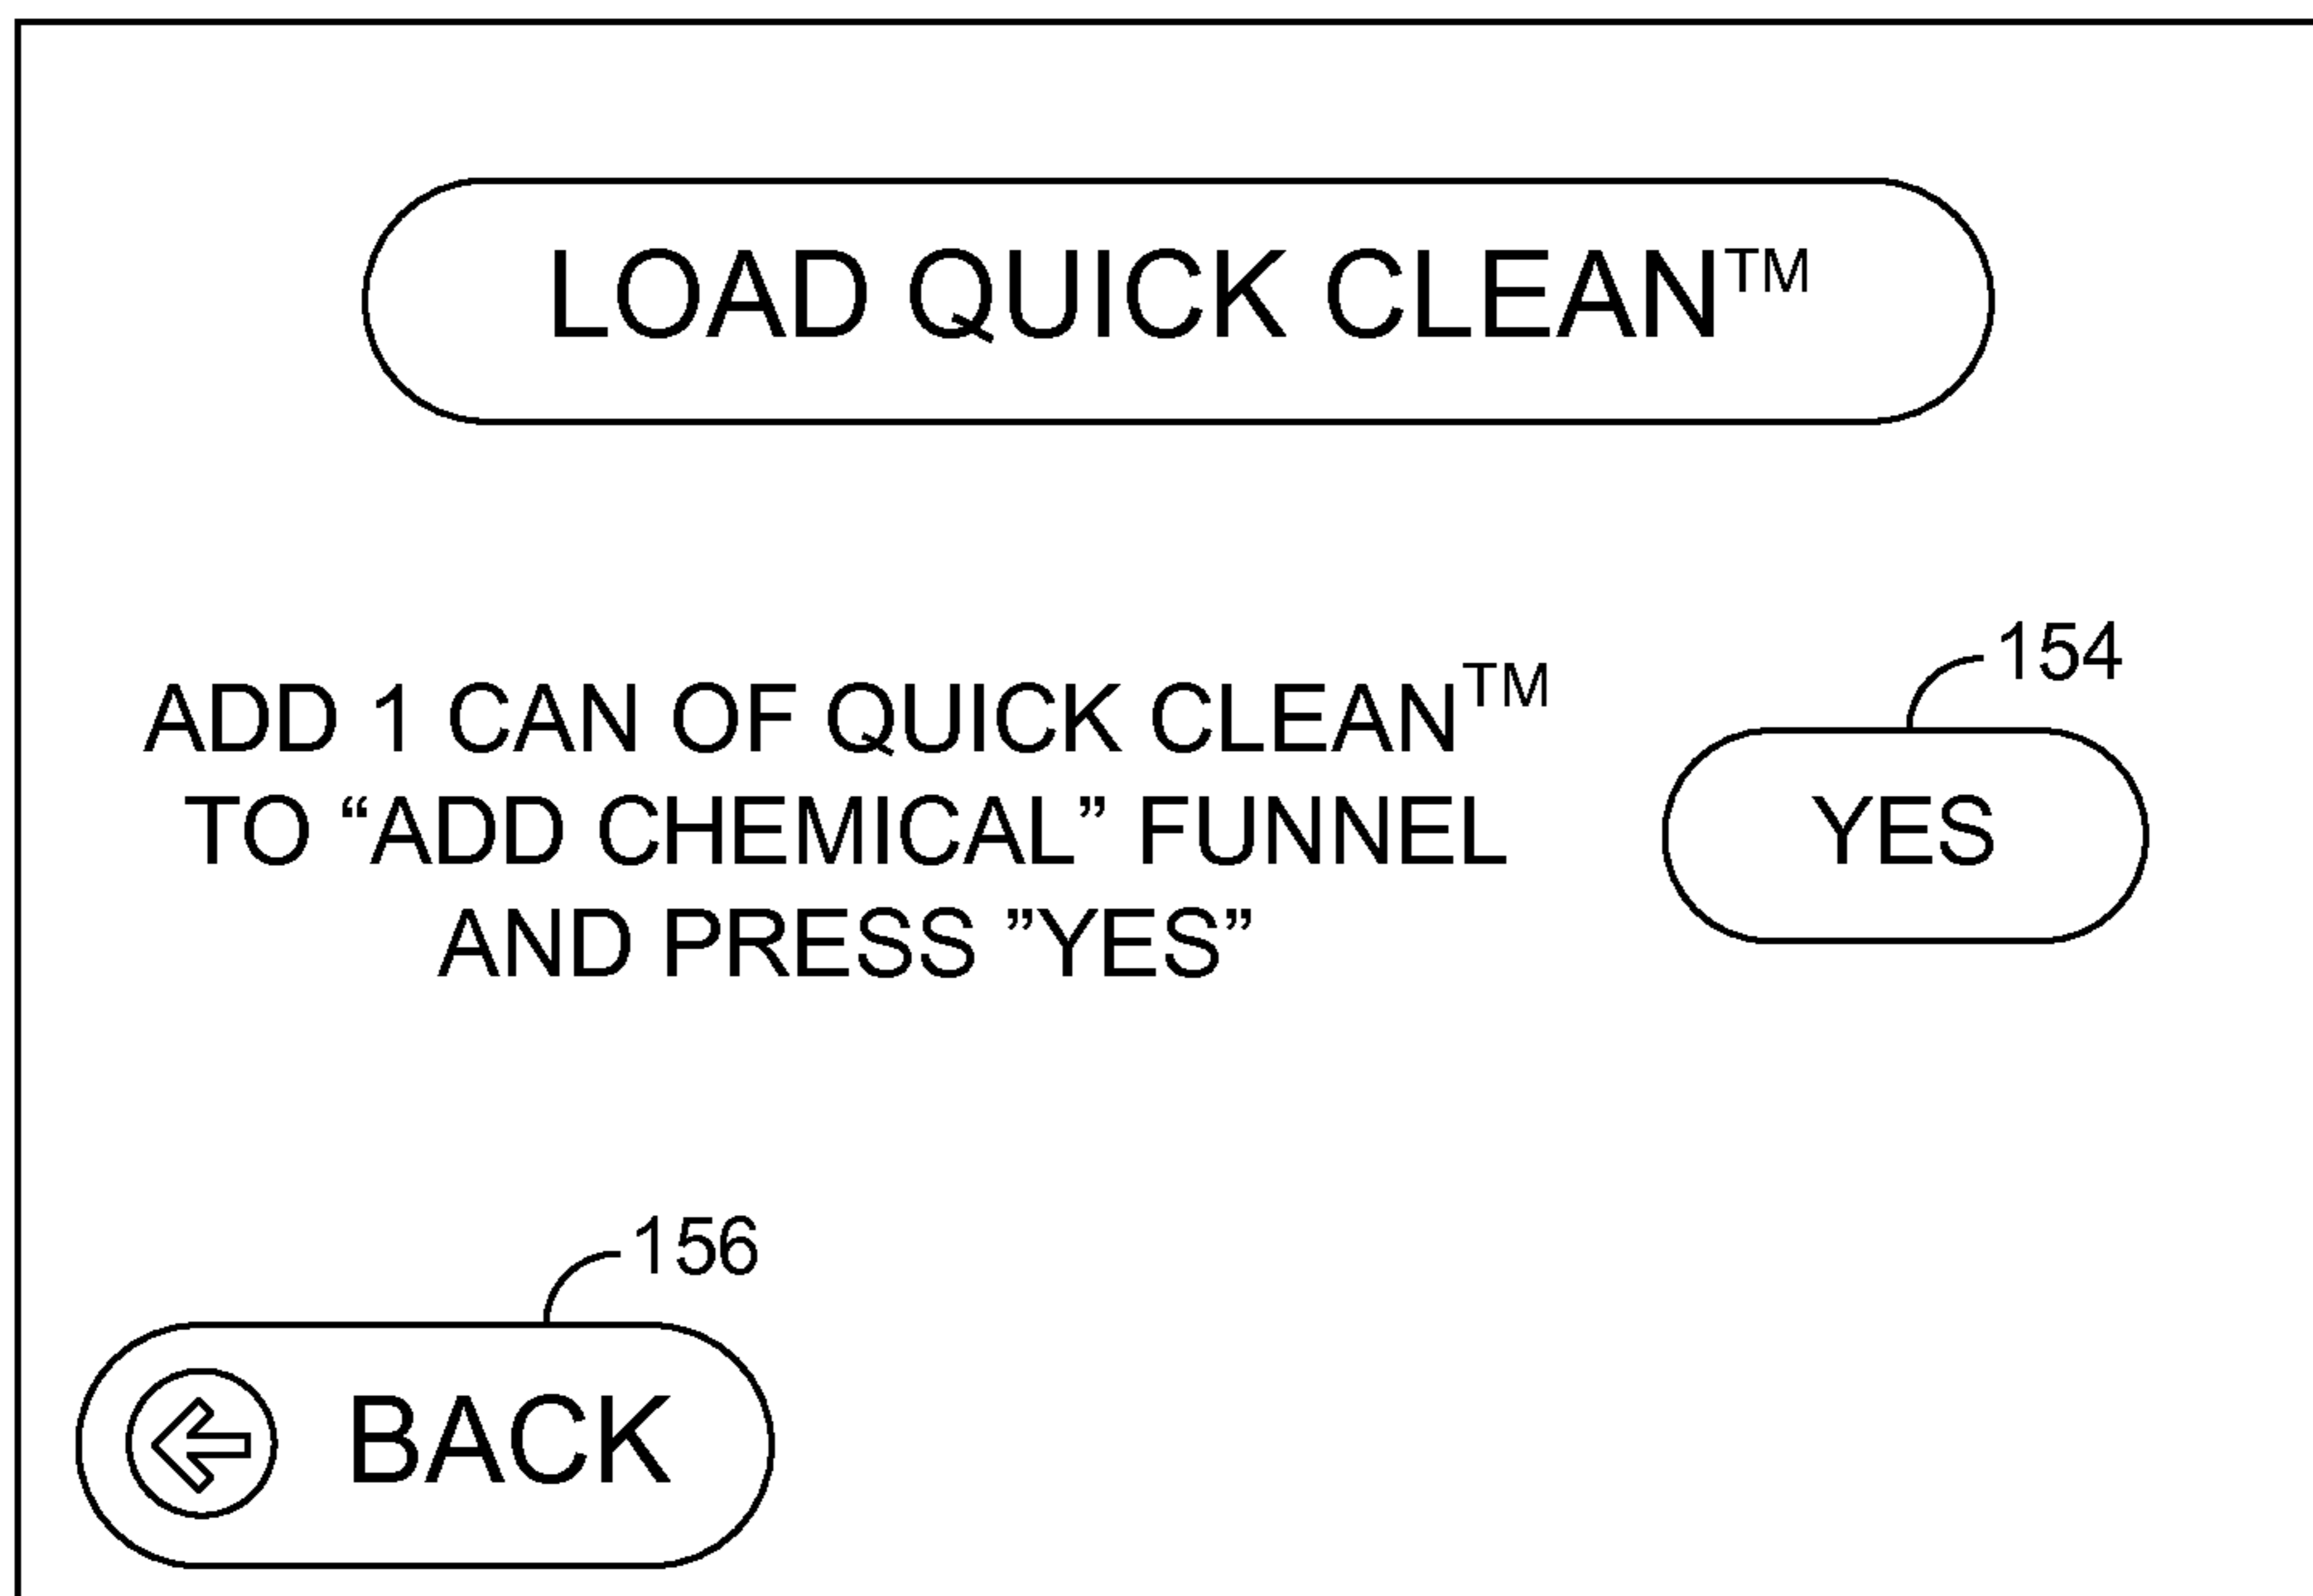 LOAD QUICK CLEAN™
ADD 1 CAN OF QUICK CLEAN™
TO “ADD CHEMICAL” FUNNEL
AND PRESS ”YES”
154
YES
156
BACK